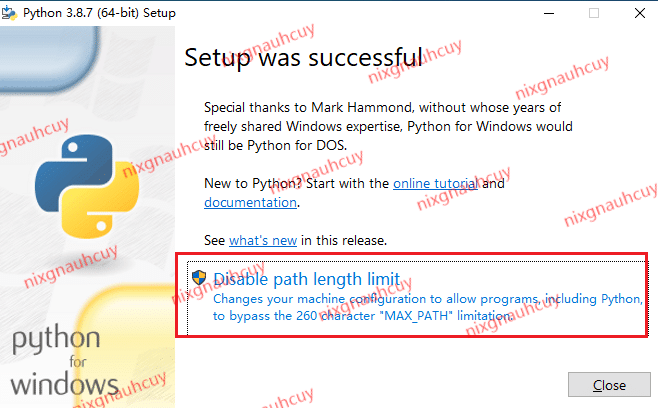 Python 3.8.7 (64-bit) Setup
Setup was successful
Special thanks to Mark Hammond, without whose years of
freely shared Windows expertise, Python for Windows would
still be Python for DOS.
New to Python? Start with the online tutorial and
documentation.
See what's new in this release.
Disable path length limit
Changes your machine configuration to allow programs, including Python,
to bypass the 260 character "MAX_PATH" limitation.
python
for
windows
Close
nixgnauhcuy
nixgnauhcuy
nixgnauhcuy
nixgnauhcuy
nixgnauhcuy
nixgnauhcuy
nixgnauhcuy
nixgnauhcuy
nixgnauhcuy
nixgnauhcuy
nixgnauhcuy
nixgnauhcuy